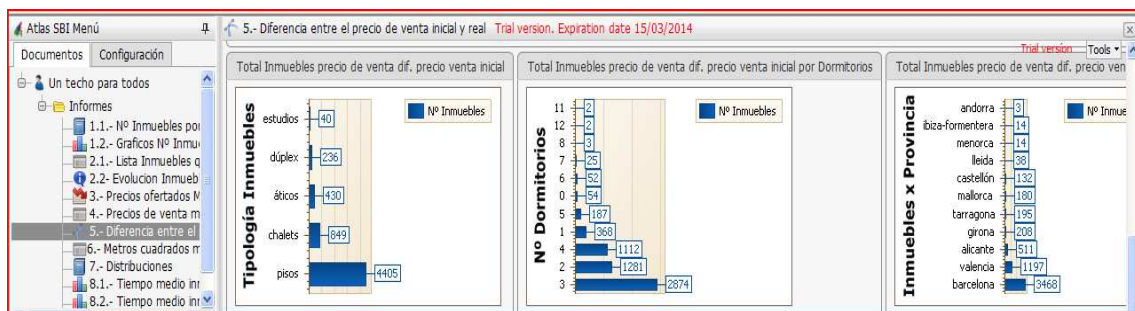 Atlas SBI Menú
Documentos
Configuración
Un techo para todos
Informes
1.1.- Nº Inmuebles por
1.2.- Graficos Nº Inmu
2.1.- Lista Inmuebles q
2.2- Evolucion Inmueb
3.- Precios ofertados M
4.- Precios de venta m
5.- Diferencia entre el
6.- Metros cuadrados m
7.- Distribuciones
8.1.- Tiempo medio inr
8.2.- Tiempo medio inr
5.- Diferencia entre el precio de venta inicial y real Trial version. Expiration date 15/03/2014
Trial version
Tools
Total Inmuebles precio de venta dif. precio venta inicial
Tipología Inmuebles
Nº Inmuebles
estudios 40
dúplex 236
áticos 430
chalets 849
pisos 4405
Total Inmuebles precio de venta dif. precio venta inicial por Dormitorios
Nº Dormitorios
Nº Inmuebles
11 2
12 2
8 3
7 25
6 52
0 54
5 187
1 368
4 1112
2 1281
3 2874
Total Inmuebles precio de venta dif. precio ven
Inmuebles x Provincia
Nº Inmue
andorra 3
ibiza-formentera 14
menorca 14
lleida 38
castellón 132
mallorca 180
tarragona 195
girona 208
alicante 511
valencia 1197
barcelona 3468